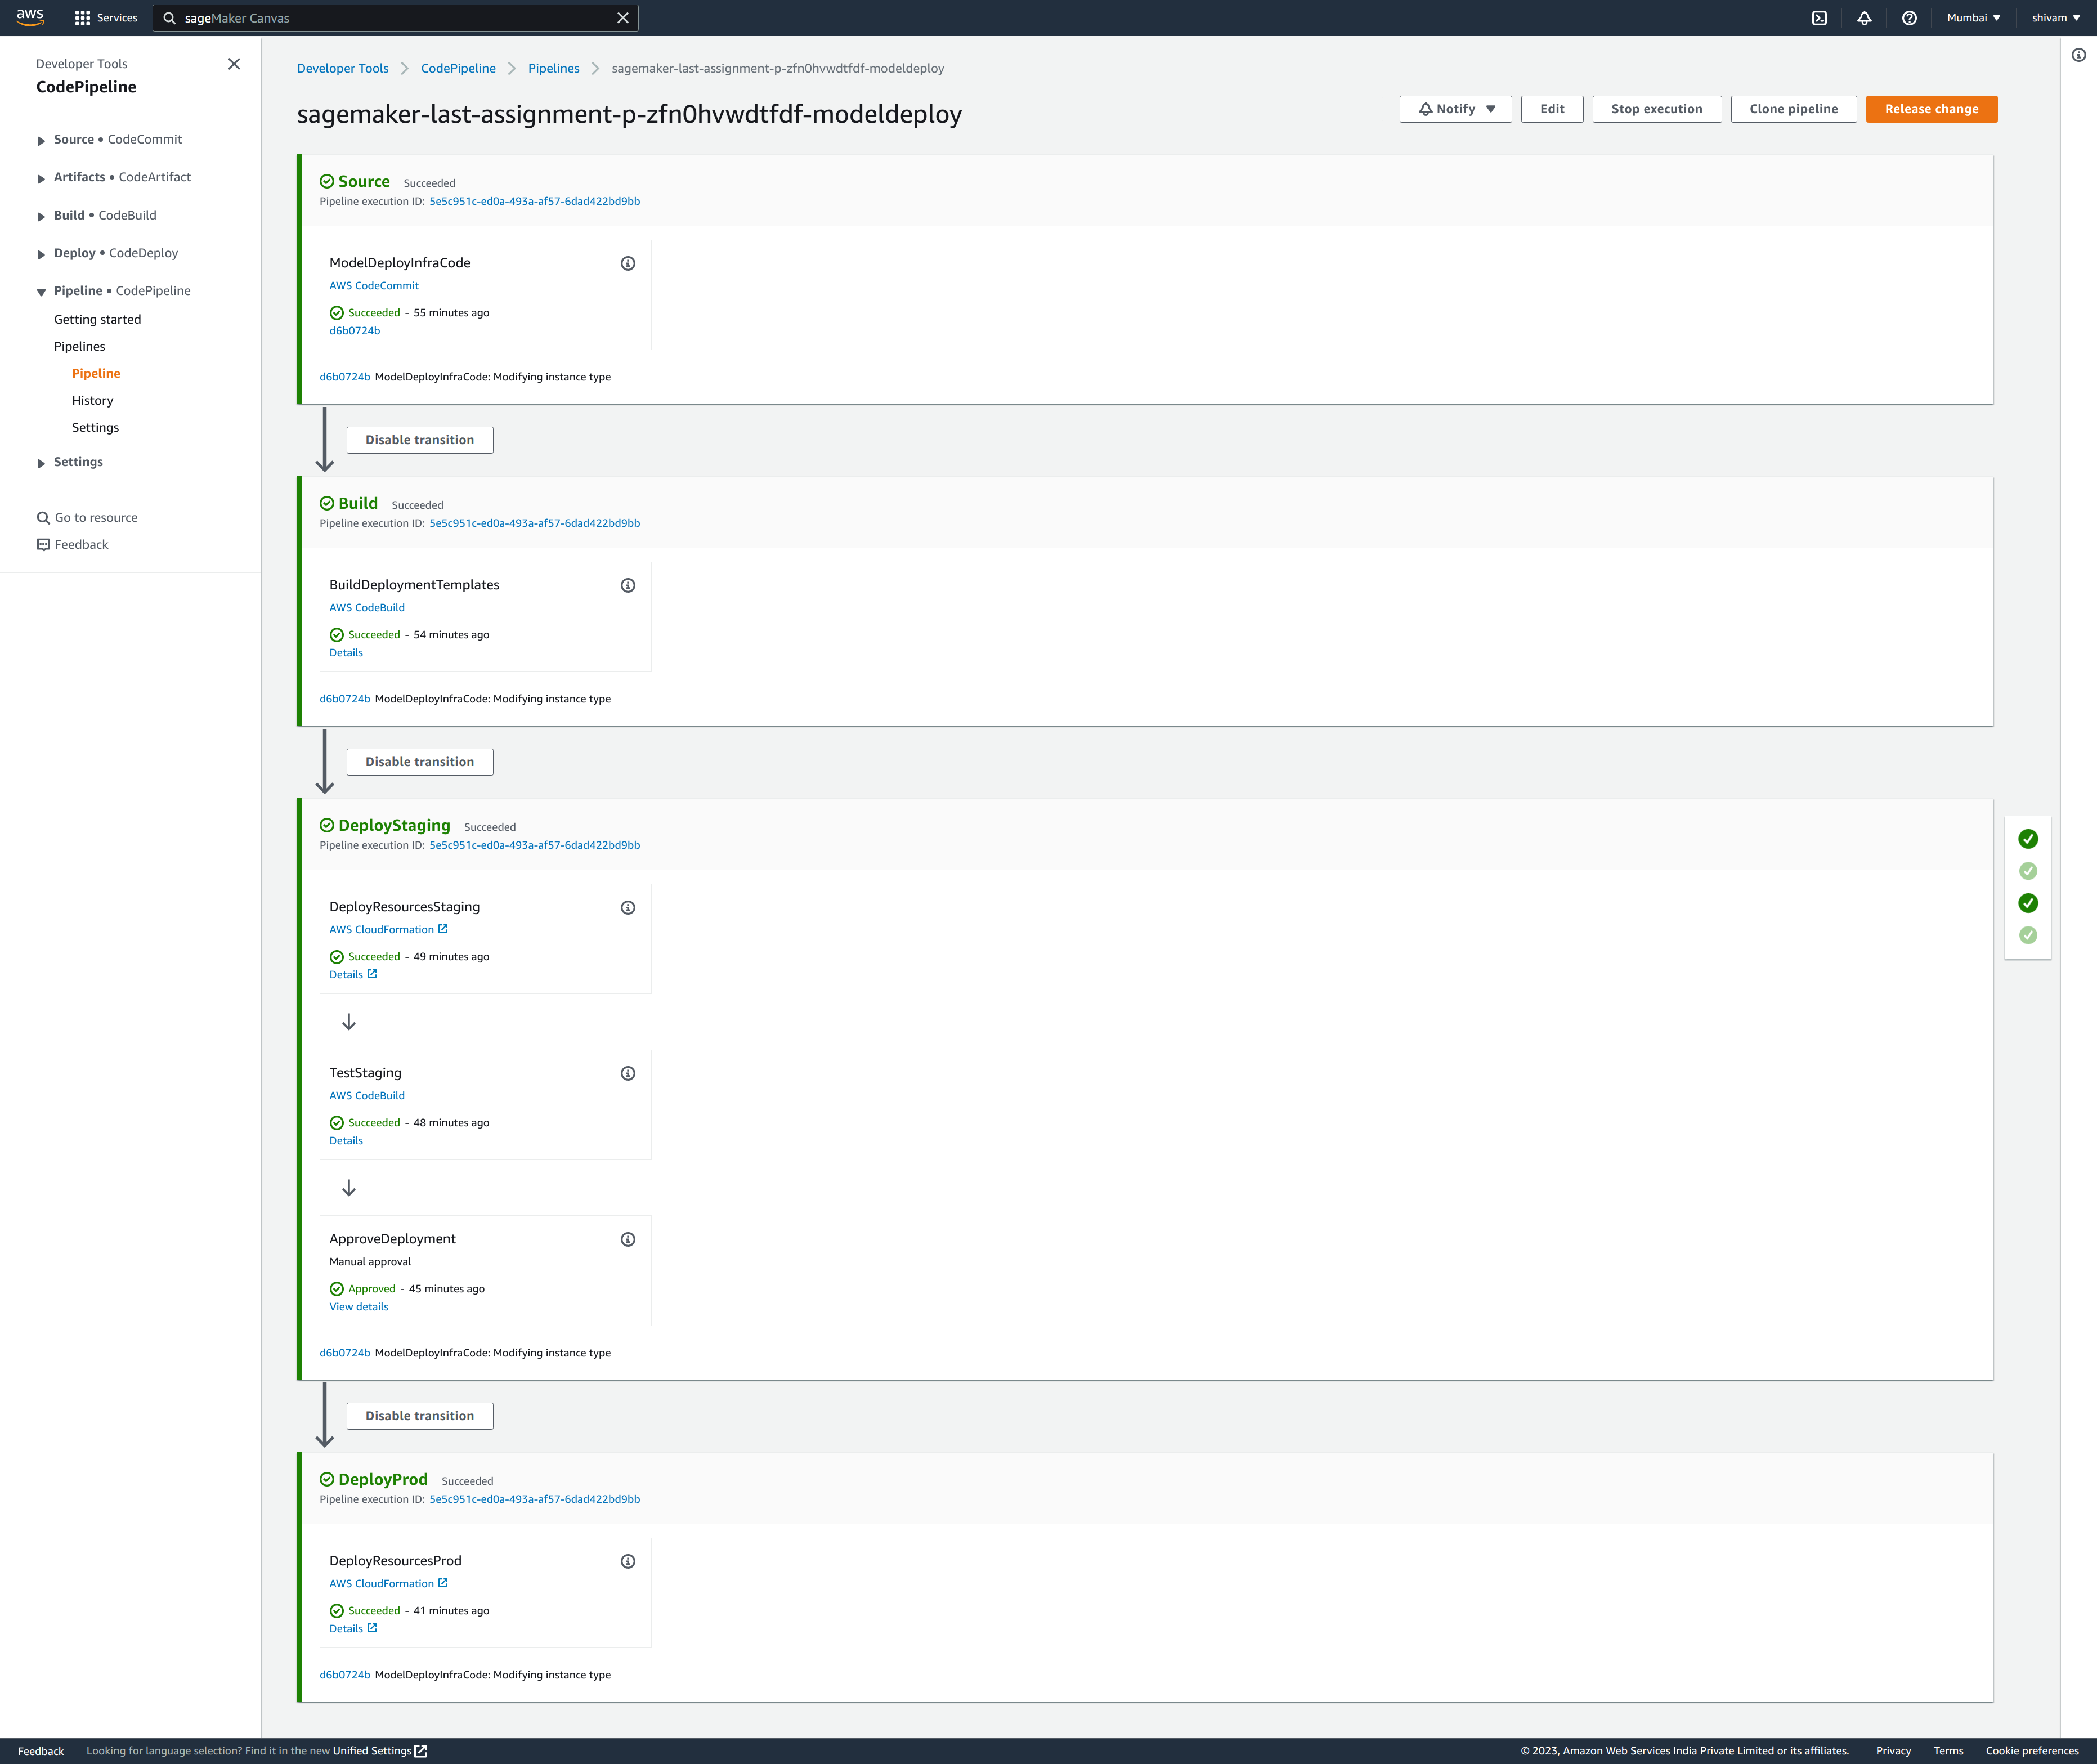 aws
Services
sageMaker Canvas
Mumbai
shivam
Developer Tools
CodePipeline
Source • CodeCommit
Artifacts • CodeArtifact
Build • CodeBuild
Deploy • CodeDeploy
Pipeline • CodePipeline
Getting started
Pipelines
Pipeline
History
Settings
Settings
Go to resource
Feedback
Developer Tools > CodePipeline > Pipelines > sagemaker-last-assignment-p-zfn0hvwdtfdf-modeldeploy
sagemaker-last-assignment-p-zfn0hvwdtfdf-modeldeploy
Notify
Edit
Stop execution
Clone pipeline
Release change
Source Succeeded
Pipeline execution ID: 5e5c951c-ed0a-493a-af57-6dad422bd9bb
ModelDeployInfraCode
AWS CodeCommit
Succeeded - 55 minutes ago
d6b0724b
d6b0724b ModelDeployInfraCode: Modifying instance type
Disable transition
Build Succeeded
Pipeline execution ID: 5e5c951c-ed0a-493a-af57-6dad422bd9bb
BuildDeploymentTemplates
AWS CodeBuild
Succeeded - 54 minutes ago
Details
d6b0724b ModelDeployInfraCode: Modifying instance type
Disable transition
DeployStaging Succeeded
Pipeline execution ID: 5e5c951c-ed0a-493a-af57-6dad422bd9bb
DeployResourcesStaging
AWS CloudFormation
Succeeded - 49 minutes ago
Details
TestStaging
AWS CodeBuild
Succeeded - 48 minutes ago
Details
ApproveDeployment
Manual approval
Approved - 45 minutes ago
View details
d6b0724b ModelDeployInfraCode: Modifying instance type
Disable transition
DeployProd Succeeded
Pipeline execution ID: 5e5c951c-ed0a-493a-af57-6dad422bd9bb
DeployResourcesProd
AWS CloudFormation
Succeeded - 41 minutes ago
Details
d6b0724b ModelDeployInfraCode: Modifying instance type
Feedback
Looking for language selection? Find it in the new Unified Settings
© 2023, Amazon Web Services India Private Limited or its affiliates.
Privacy
Terms
Cookie preferences